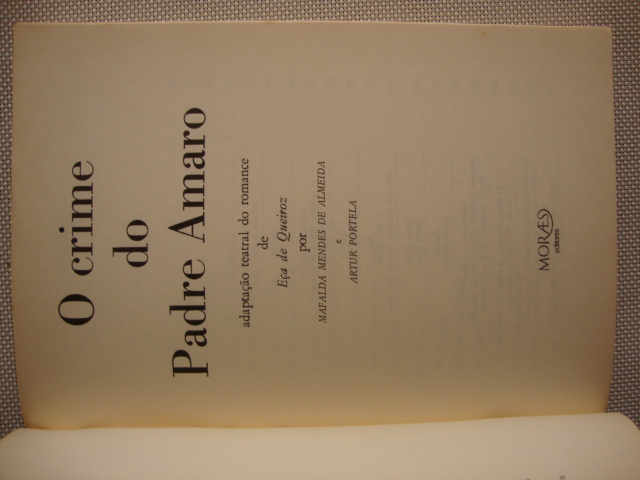 O crime
do
Padre Amaro
adaptação teatral do romance
de
Eça de Queiroz
por
MAFALDA MENDES DE ALMEIDA
e
ARTUR PORTELA
MORÆS
editores